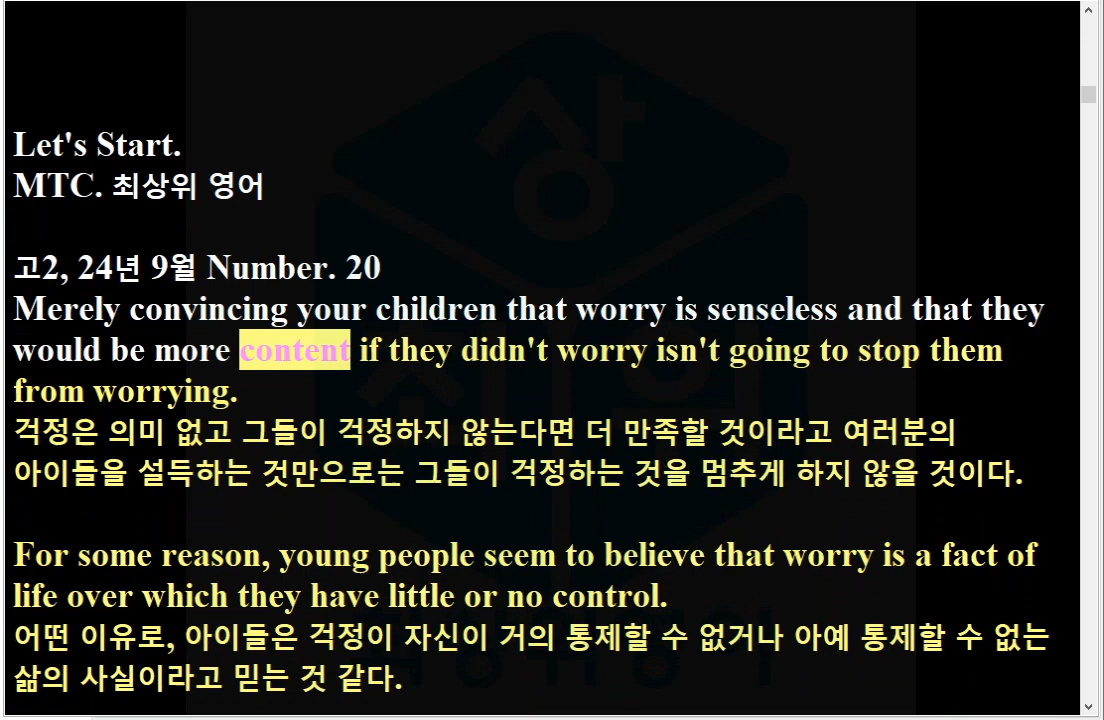 Let's Start.
MTC. 최상위 영어
고2, 24년 9월 Number. 20
Merely convincing your children that worry is senseless and that they
would be more content if they didn't worry isn't going to stop them
from worrying.
걱정은 의미 없고 그들이 걱정하지 않는다면 더 만족할 것이라고 여러분의
아이들을 설득하는 것만으로는 그들이 걱정하는 것을 멈추게 하지 않을 것이다.
For some reason, young people seem to believe that worry is a fact of
life over which they have little or no control.
어떤 이유로, 아이들은 걱정이 자신이 거의 통제할 수 없거나 아예 통제할 수 없는
삶의 사실이라고 믿는 것 같다.